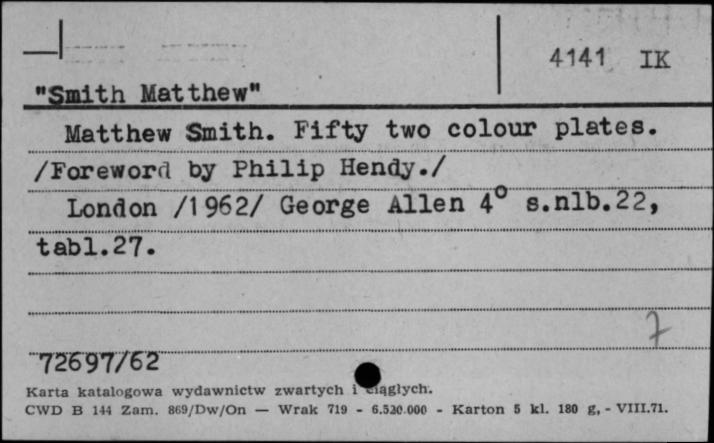 4141 IK
"Smith Matthew"
Matthew Smith. Fifty two colour plates.
/Foreword by Philip Hendy./
London /1962/ George Allen 4° s.nlb.22,
tabl.27.
7
72697/62
Karta katalogowa wydawnictw zwartych i ciągłych.
CWD B 144 Zam. 869/Dw/On — Wrak 719 - 6.520.000 - Karton 5 kl. 180 g, - VIII.71.